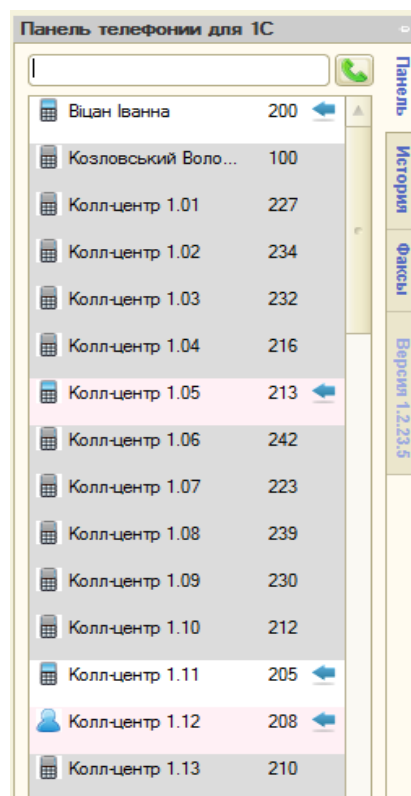 Панель телефонии для 1С
Віцан Іванна 200
Козловський Воло... 100
Колл-центр 1.01 227
Колл-центр 1.02 234
Колл-центр 1.03 232
Колл-центр 1.04 216
Колл-центр 1.05 213
Колл-центр 1.06 242
Колл-центр 1.07 223
Колл-центр 1.08 239
Колл-центр 1.09 230
Колл-центр 1.10 212
Колл-центр 1.11 205
Колл-центр 1.12 208
Колл-центр 1.13 210
Панель
История
Факсы
Версия 1.2.23.5